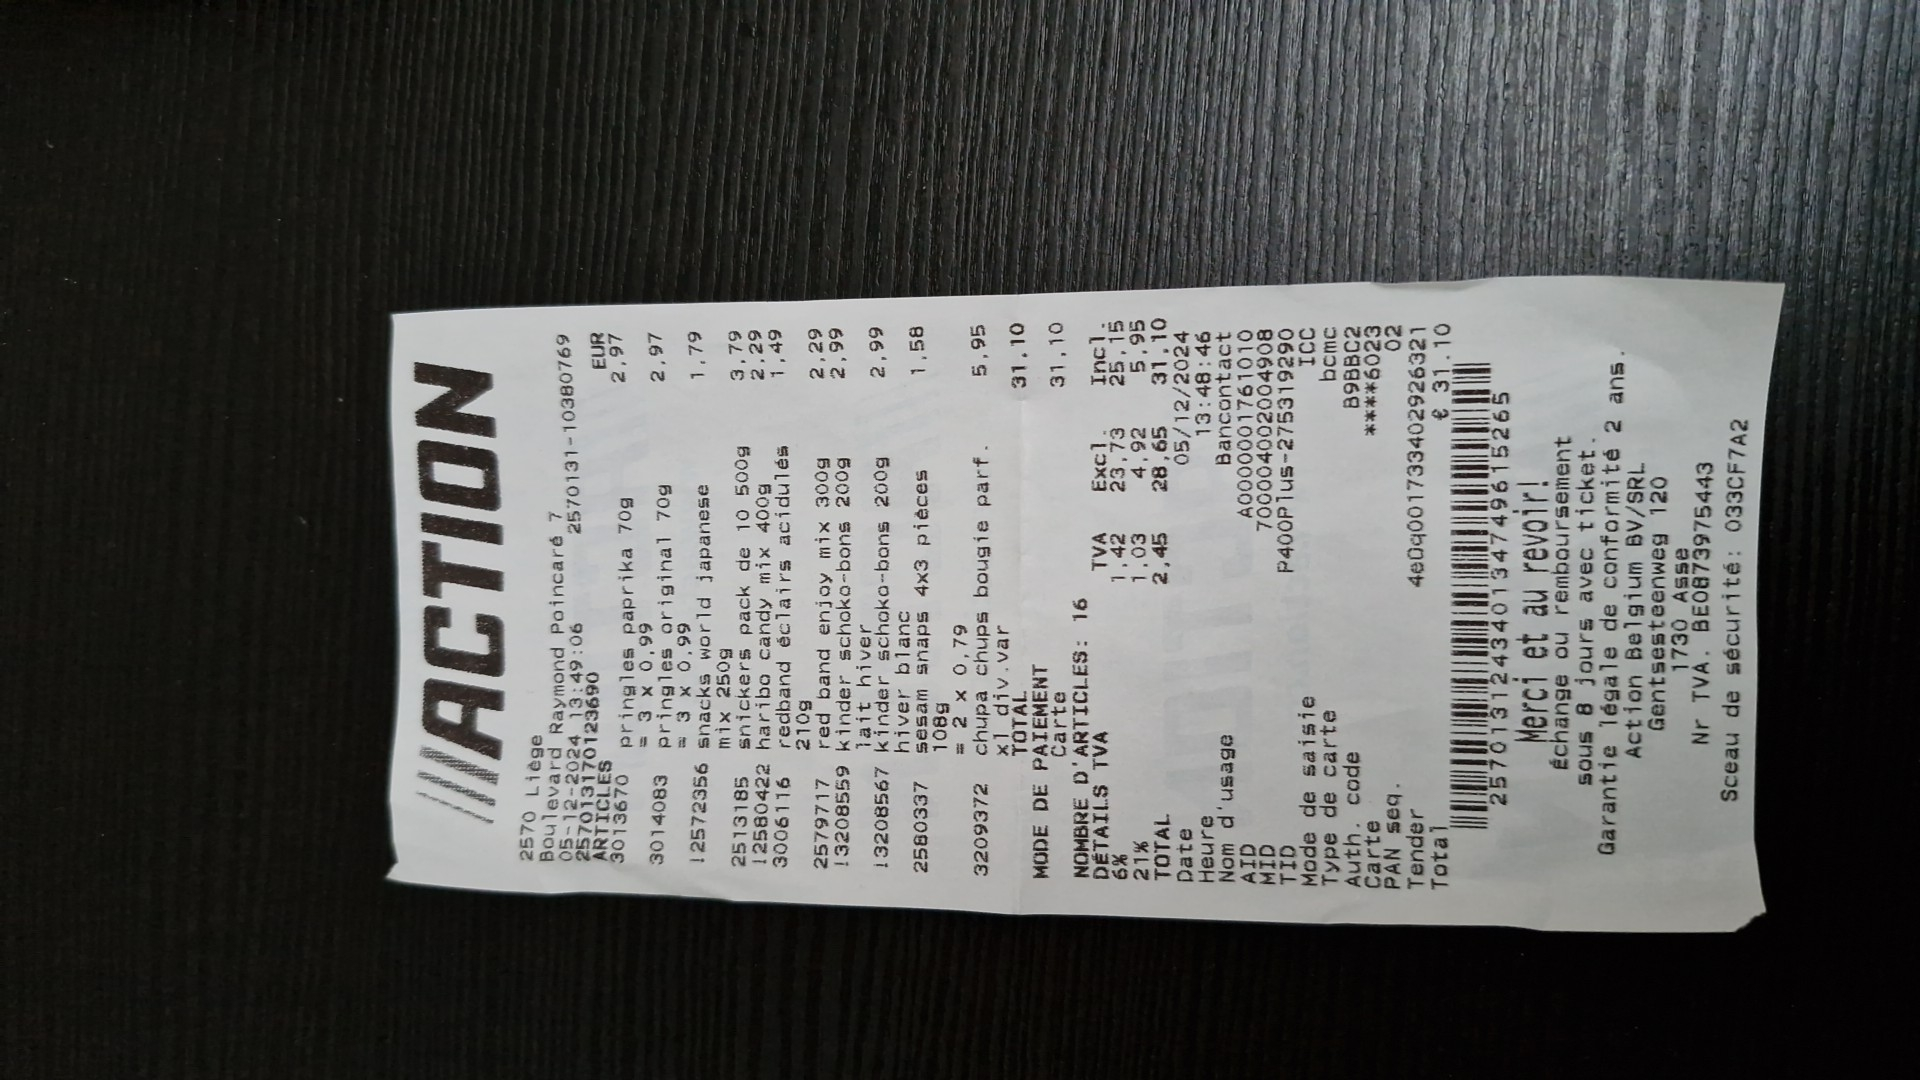 ACTION
2570 Liège
Boulevard Raymond Poincaré 7
05-12-2024 13:49:06 2570131-10380769
2570131170123690
ARTICLES EUR
3013670 pringles paprika 70g 2,97
= 3 x 0,99
3014083 pringles original 70g 2,97
= 3 x 0,99
!2572356 snacks world japanese 1,79
mix 250g
2513185 snickers pack de 10 500g 3,79
!2580422 haribo candy mix 400g 2,29
3006116 redband éclairs acidulés 1,49
210g
2579717 red band enjoy mix 300g 2,29
!3208559 kinder schoko-bons 200g 2,99
lait hiver
!3208567 kinder schoko-bons 200g 2,99
hiver blanc
2580337 sesam snaps 4x3 pièces 1,58
108g
= 2 x 0,79
3209372 chupa chups bougie parf. 5,95
x1 div.var
TOTAL 31,10
MODE DE PAIEMENT
Carte 31,10
NOMBRE D'ARTICLES: 16
DÉTAILS TVA TVA Excl. Incl.
6% 1,42 23,73 25,15
21% 1,03 4,92 5,95
TOTAL 2,45 28,65 31,10
Date 05/12/2024
Heure 13:48:46
Nom d'usage Bancontact
AID A0000001761010
MID 70004002004908
TID P400Plus-275319290
Mode de saisie ICC
Type de carte bcmc
Auth. code B9BBC2
Carte ****6023
PAN seq. 02
Tender 4e0q001733402926321
Total € 31.10
257013124340134749615265
Merci et au revoir!
Échange ou remboursement
sous 8 jours avec ticket.
Garantie légale de conformité 2 ans.
Action Belgium BV/SRL
Gentsesteenweg 120
1730 Asse
Nr TVA. BE0873975443
Sceau de sécurité: 033CF7A2